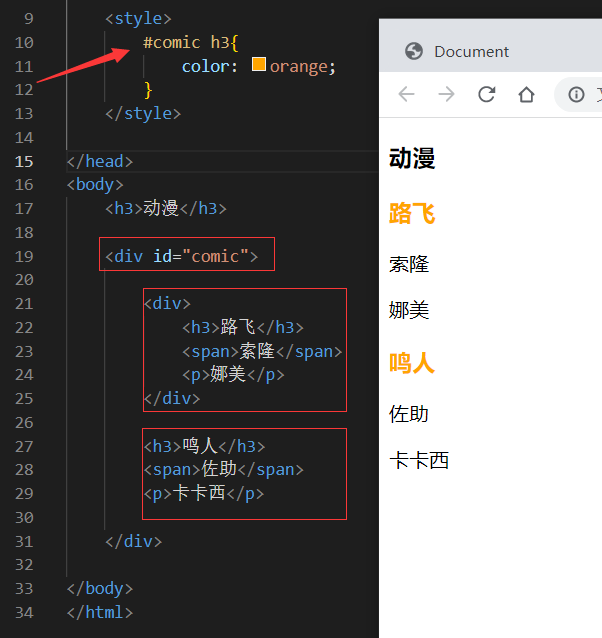 9 <style>
10 #comic h3{
11 color: orange;
12 }
13 </style>
14
15 </head>
16 <body>
17 <h3>动漫</h3>
18
19 <div id="comic">
20
21 <div>
22 <h3>路飞</h3>
23 <span>索隆</span>
24 <p>娜美</p>
25 </div>
26
27 <h3>鸣人</h3>
28 <span>佐助</span>
29 <p>卡卡西</p>
30
31 </div>
32
33 </body>
34 </html>
Document
动漫
路飞
索隆
娜美
鸣人
佐助
卡卡西